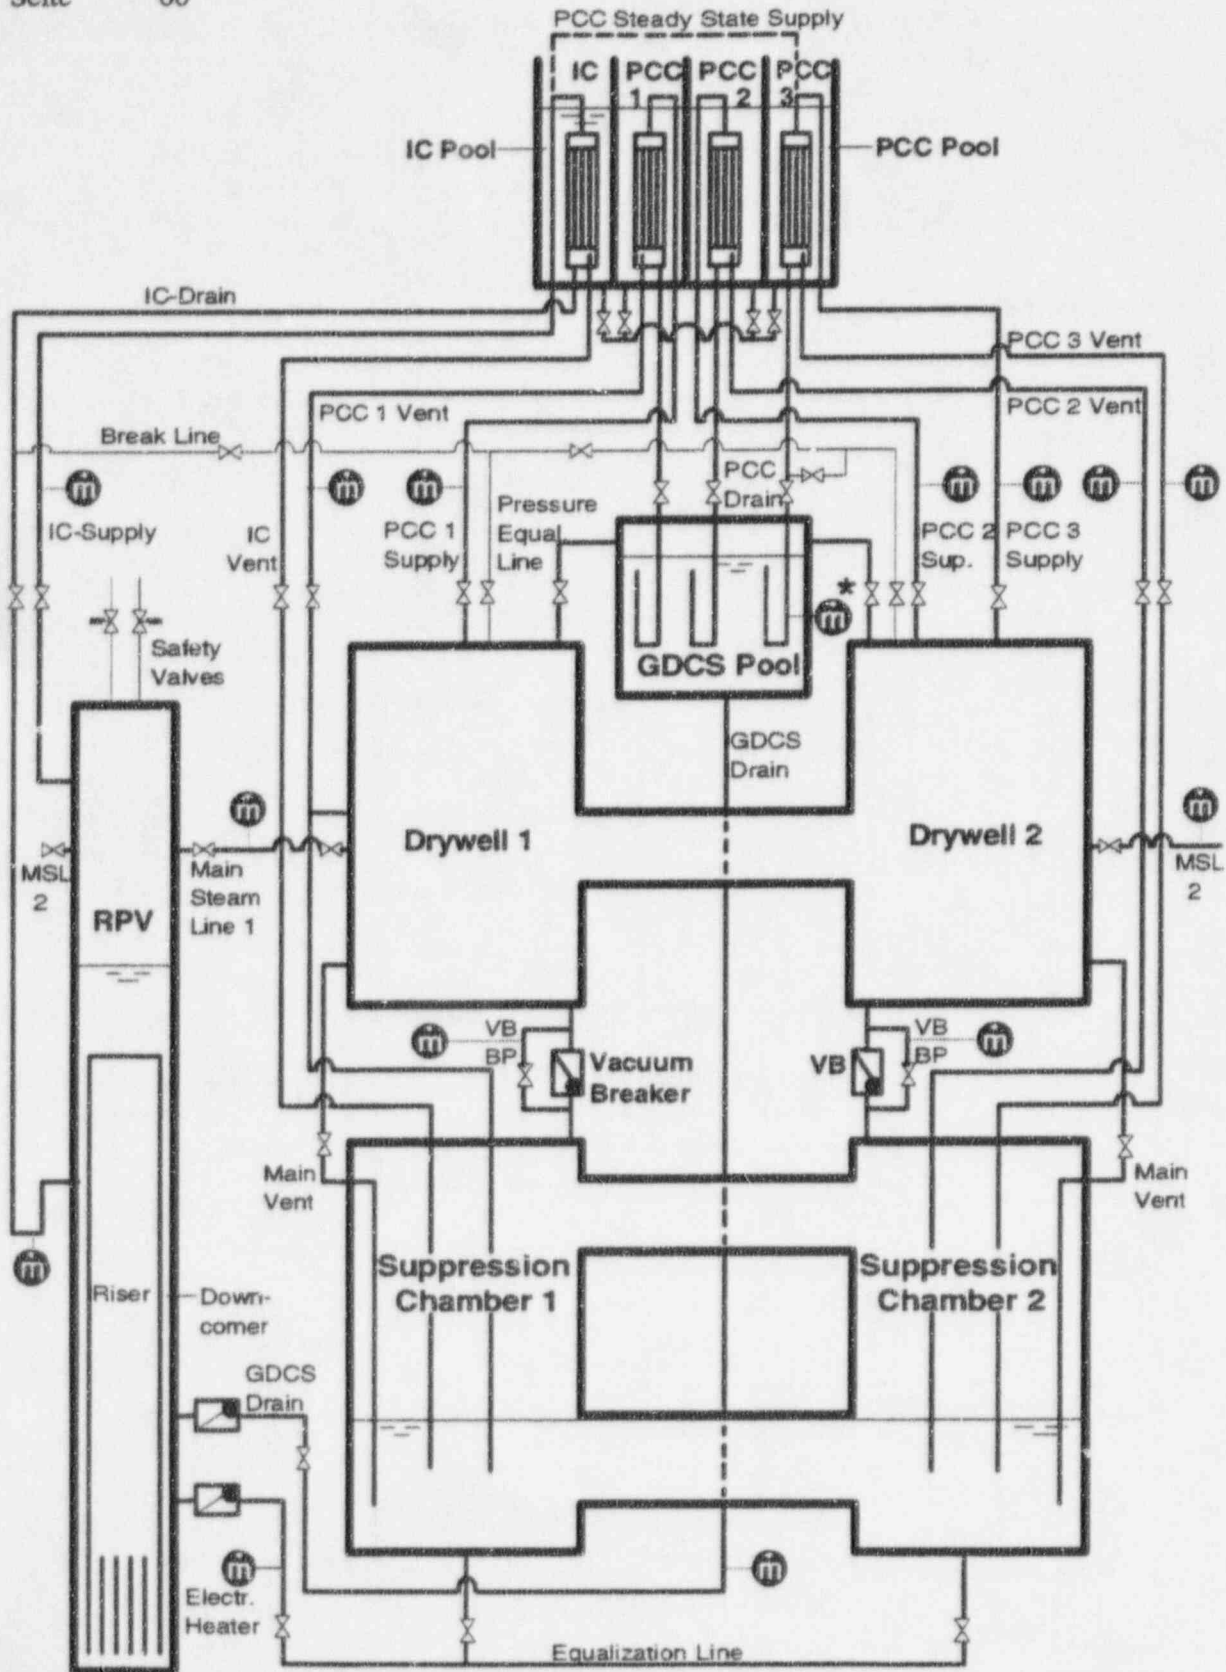 PCC Steady State Supply
IC
PCC
1
PCC
2
PCC
3
IC Pool
PCC Pool
IC-Drain
PCC 3 Vent
PCC 1 Vent
PCC 2 Vent
Break Line
ṁ
ṁ
ṁ
ṁ
ṁ
ṁ
ṁ
IC-Supply
IC
Vent
PCC 1
Supply
Pressure
Equal.
Line
PCC
Drain
PCC 2
Sup.
PCC 3
Supply
ṁ *
GDCS Pool
Safety
Valves
GDCS
Drain
ṁ
ṁ
Drywell 1
Drywell 2
MSL
2
Main
Steam
Line 1
MSL
2
RPV
ṁ
VB
BP
Vacuum
Breaker
VB
VB
BP
ṁ
Main
Vent
Main
Vent
ṁ
Suppression
Chamber 1
Suppression
Chamber 2
Riser
Down-
comer
GDCS
Drain
ṁ
ṁ
Electr.
Heater
Equalization Line